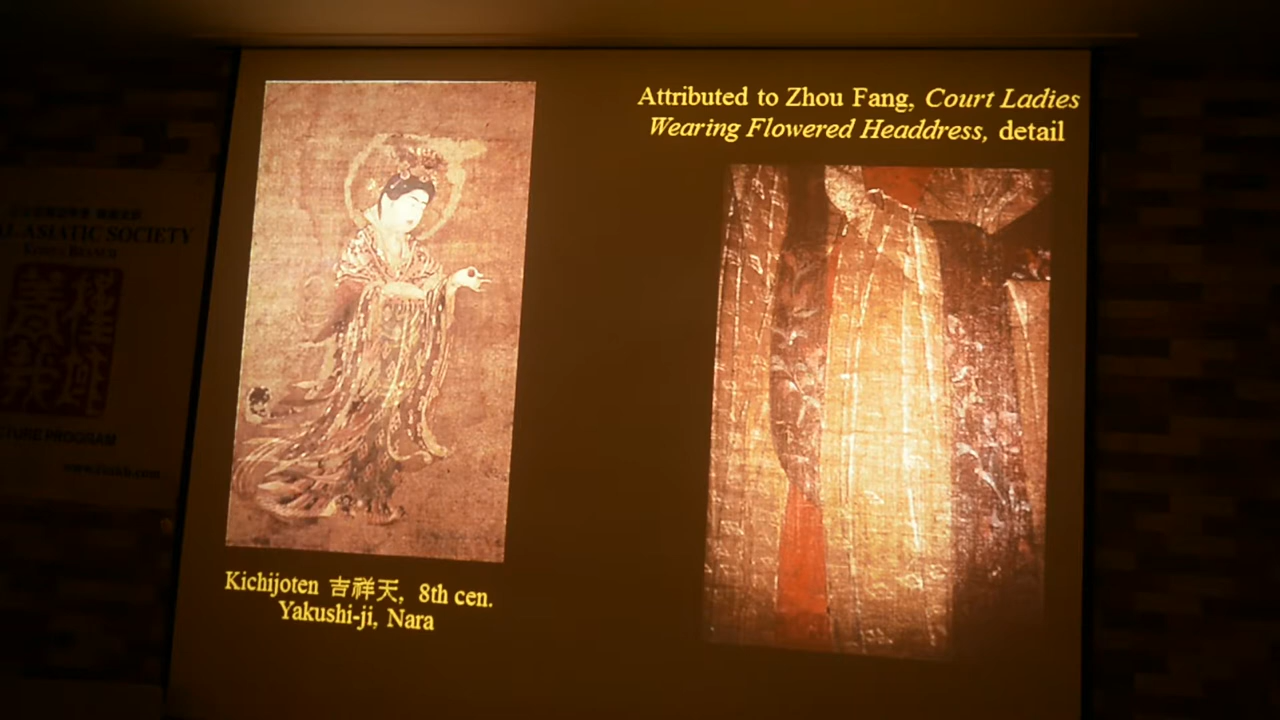 ASIATIC SOCIETY
Kichijoten 吉祥天, 8th cen.
Yakushi-ji, Nara
Attributed to Zhou Fang, Court Ladies
Wearing Flowered Headdress, detail